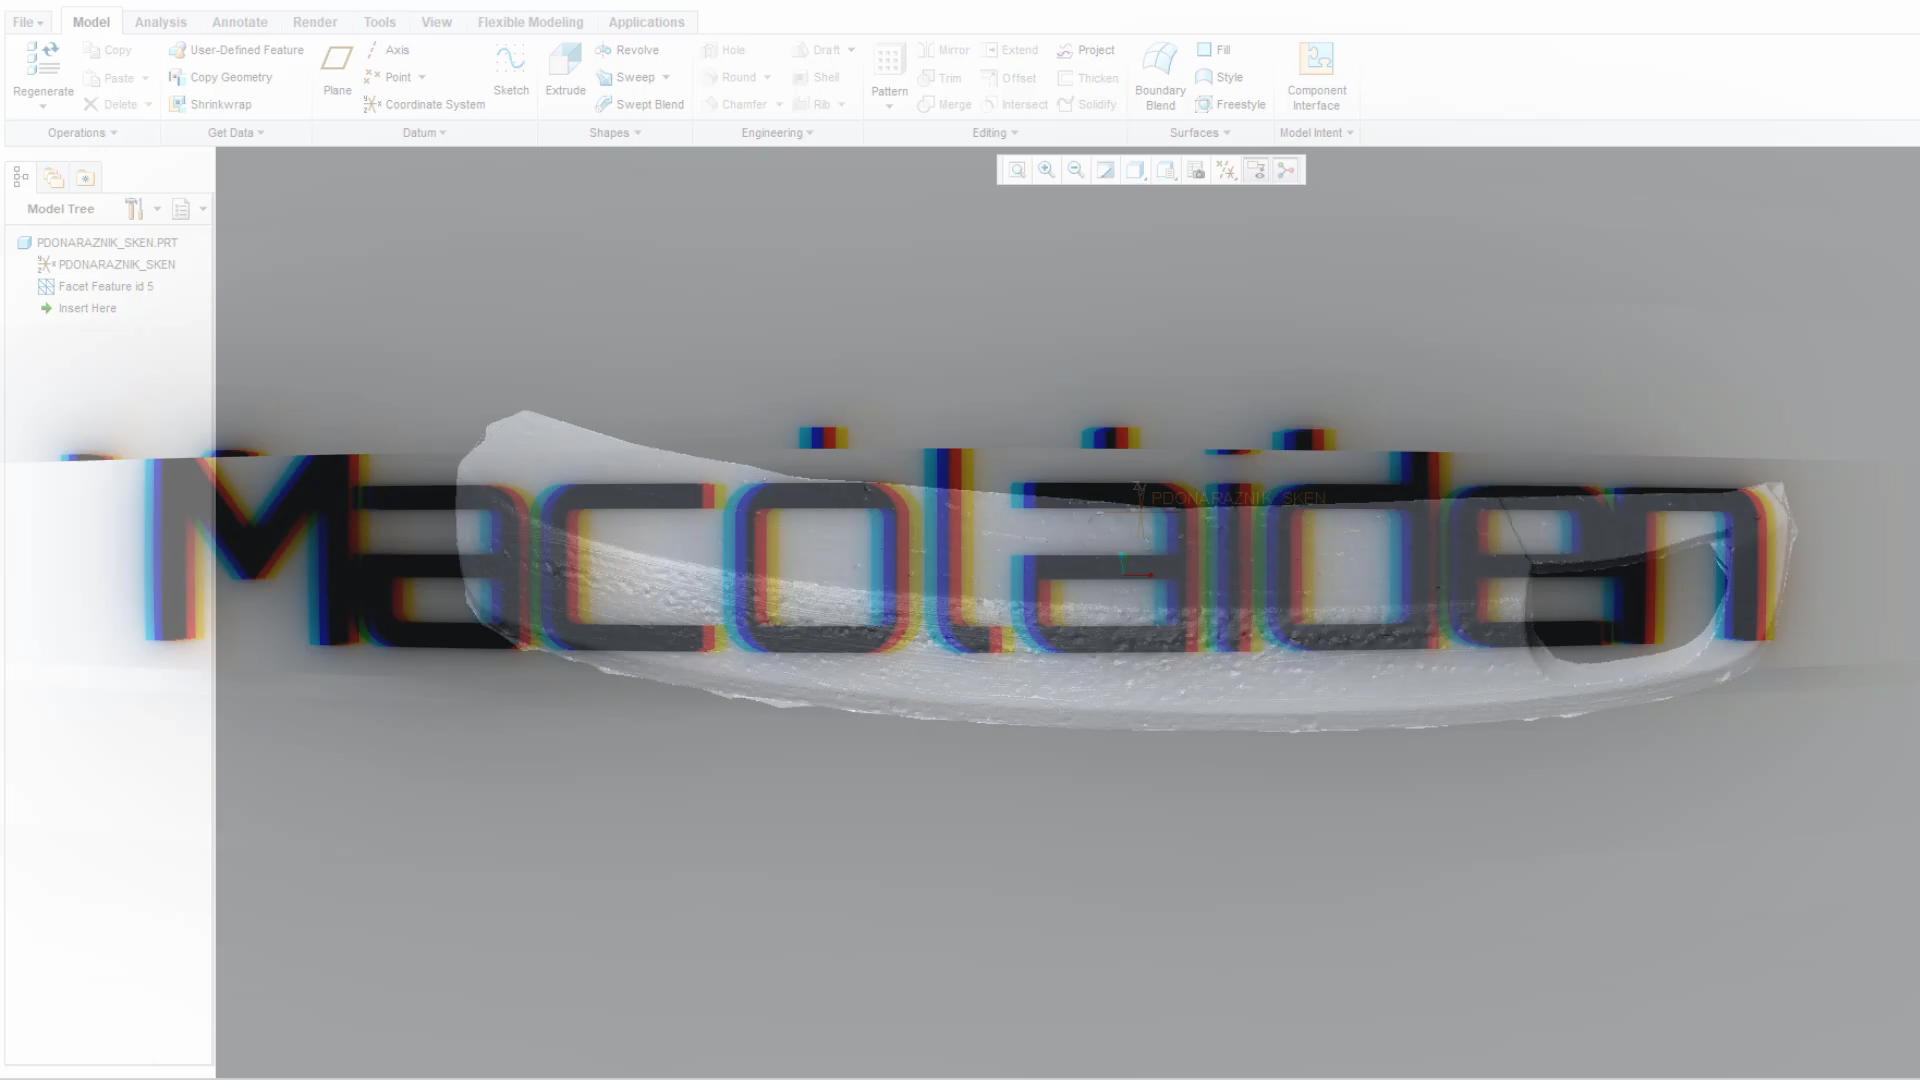 File Model Analysis Annotate Render Tools View Flexible Modeling Applications
Regenerate
Copy
Paste
Delete
User-Defined Feature
Copy Geometry
Shrinkwrap
Plane
Axis
Point
Coordinate System
Sketch
Extrude
Revolve
Sweep
Swept Blend
Hole
Round
Chamfer
Draft
Shell
Rib
Pattern
Mirror
Trim
Merge
Extend
Offset
Intersect
Project
Thicken
Solidify
Boundary
Blend
Fill
Style
Freestyle
Component
Interface
Operations Get Data Datum Shapes Engineering Editing Surfaces Model Intent
Model Tree
PDONARAZNIK_SKEN.PRT
PDONARAZNIK_SKEN
Facet Feature id 5
Insert Here
PDONARAZNIK_SKEN